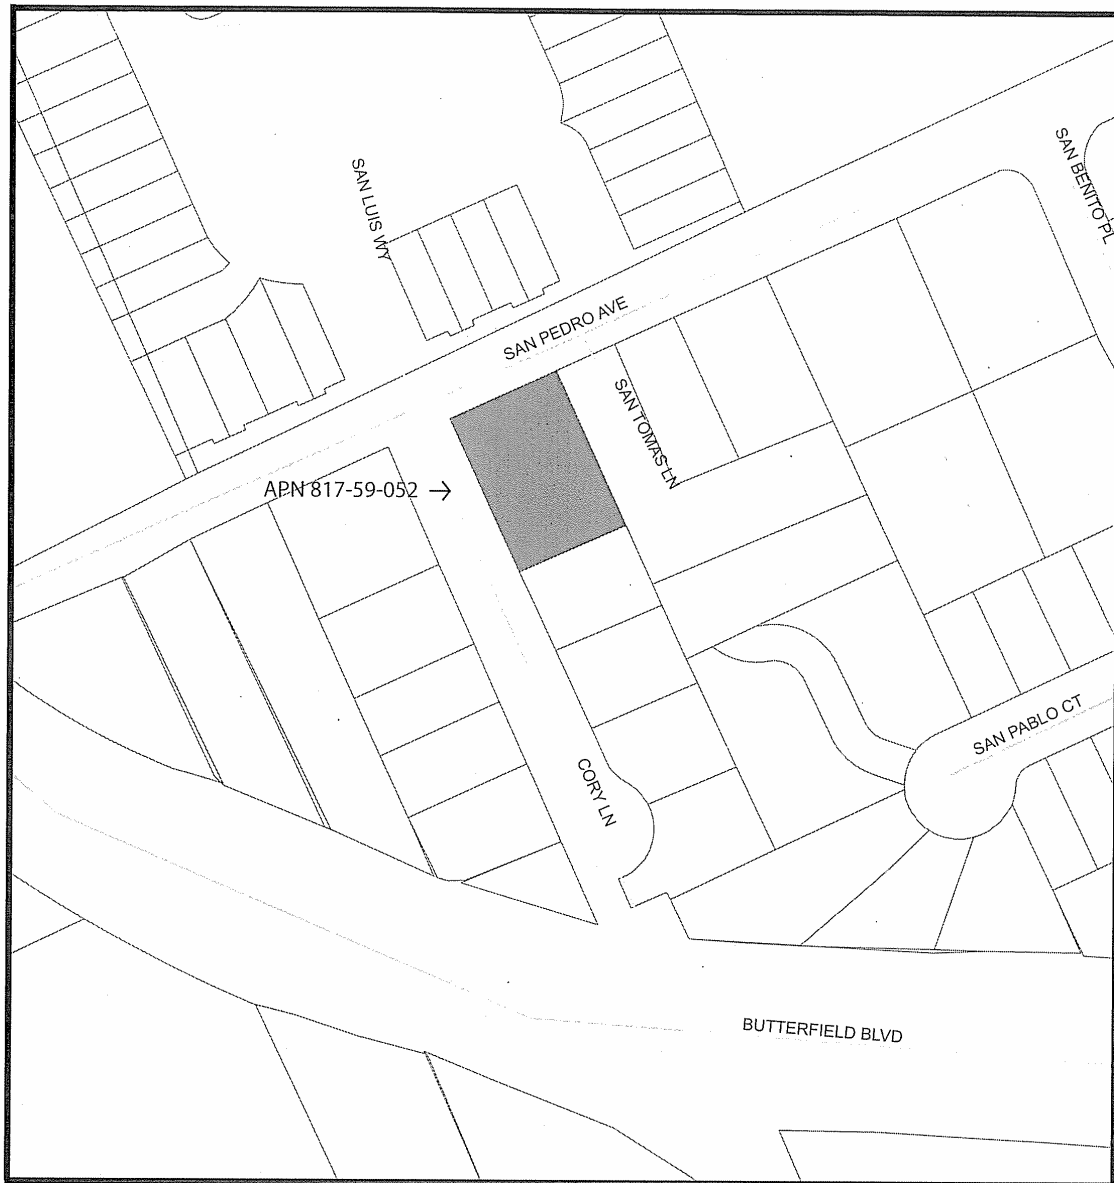 SAN BENITO PL
SAN LUIS WY
SAN PEDRO AVE
SAN TOMAS LN
APN 817-59-052 →
SAN PABLO CT
CORY LN
BUTTERFIELD BLVD